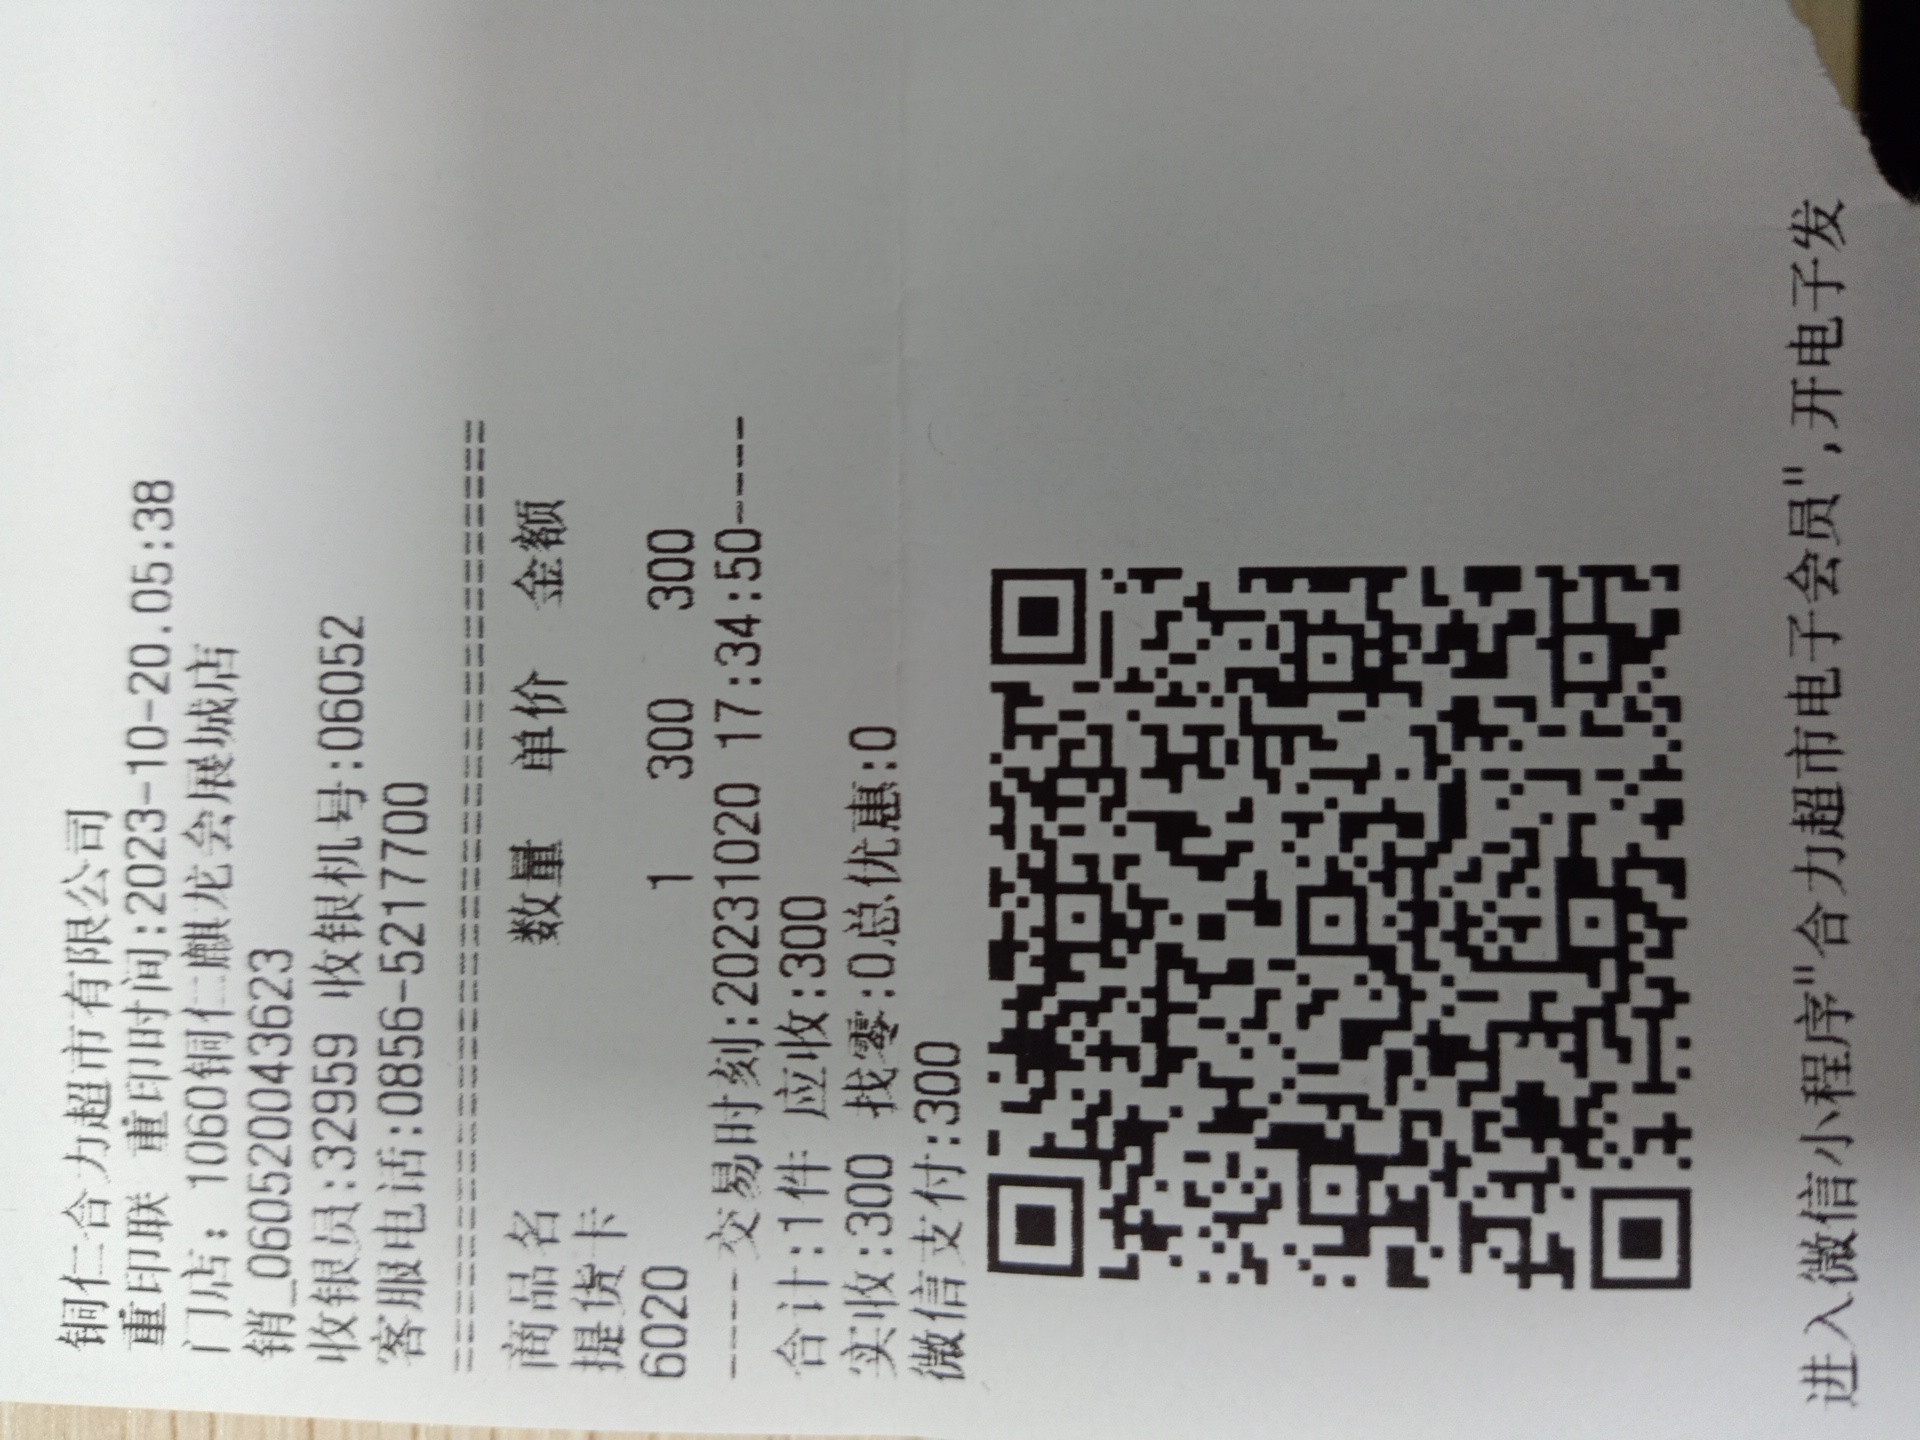 铜仁合力超市有限公司
重印联 重印时间:2023-10-20.05:38
门店: 1060铜仁麒龙会展城店
销_060520043623
收银员:32959 收银机号:06052
客服电话:0856-5217700
================================
商品名 数量 单价 金额
提货卡
6020 1 300 300
----交易时刻:20231020 17:34:50----
合计:1件 应收:300
实收:300 找零:0总优惠:0
微信支付:300
进入微信小程序"合力超市电子会员",开电子发